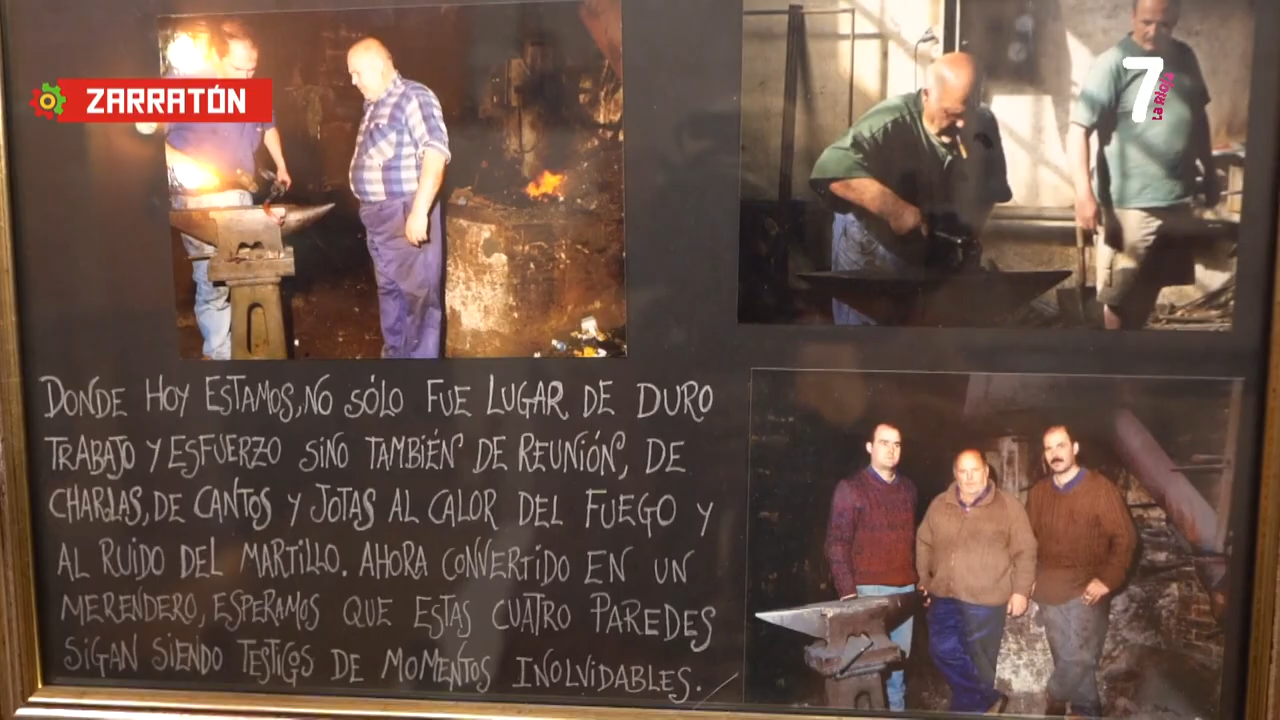 ZARRATÓN
7
LA RIOJA
DONDE HOY ESTAMOS, NO SÓLO FUE LUGAR DE DURO
TRABAJO Y ESFUERZO SINO TAMBIÉN DE REUNIÓN, DE
CHARLAS, DE CANTOS Y JOTAS AL CALOR DEL FUEGO Y
AL RUIDO DEL MARTILLO. AHORA CONVERTIDO EN UN
MERENDERO, ESPERAMOS QUE ESTAS CUATRO PAREDES
SIGAN SIENDO TESTIGOS DE MOMENTOS INOLVIDABLES.